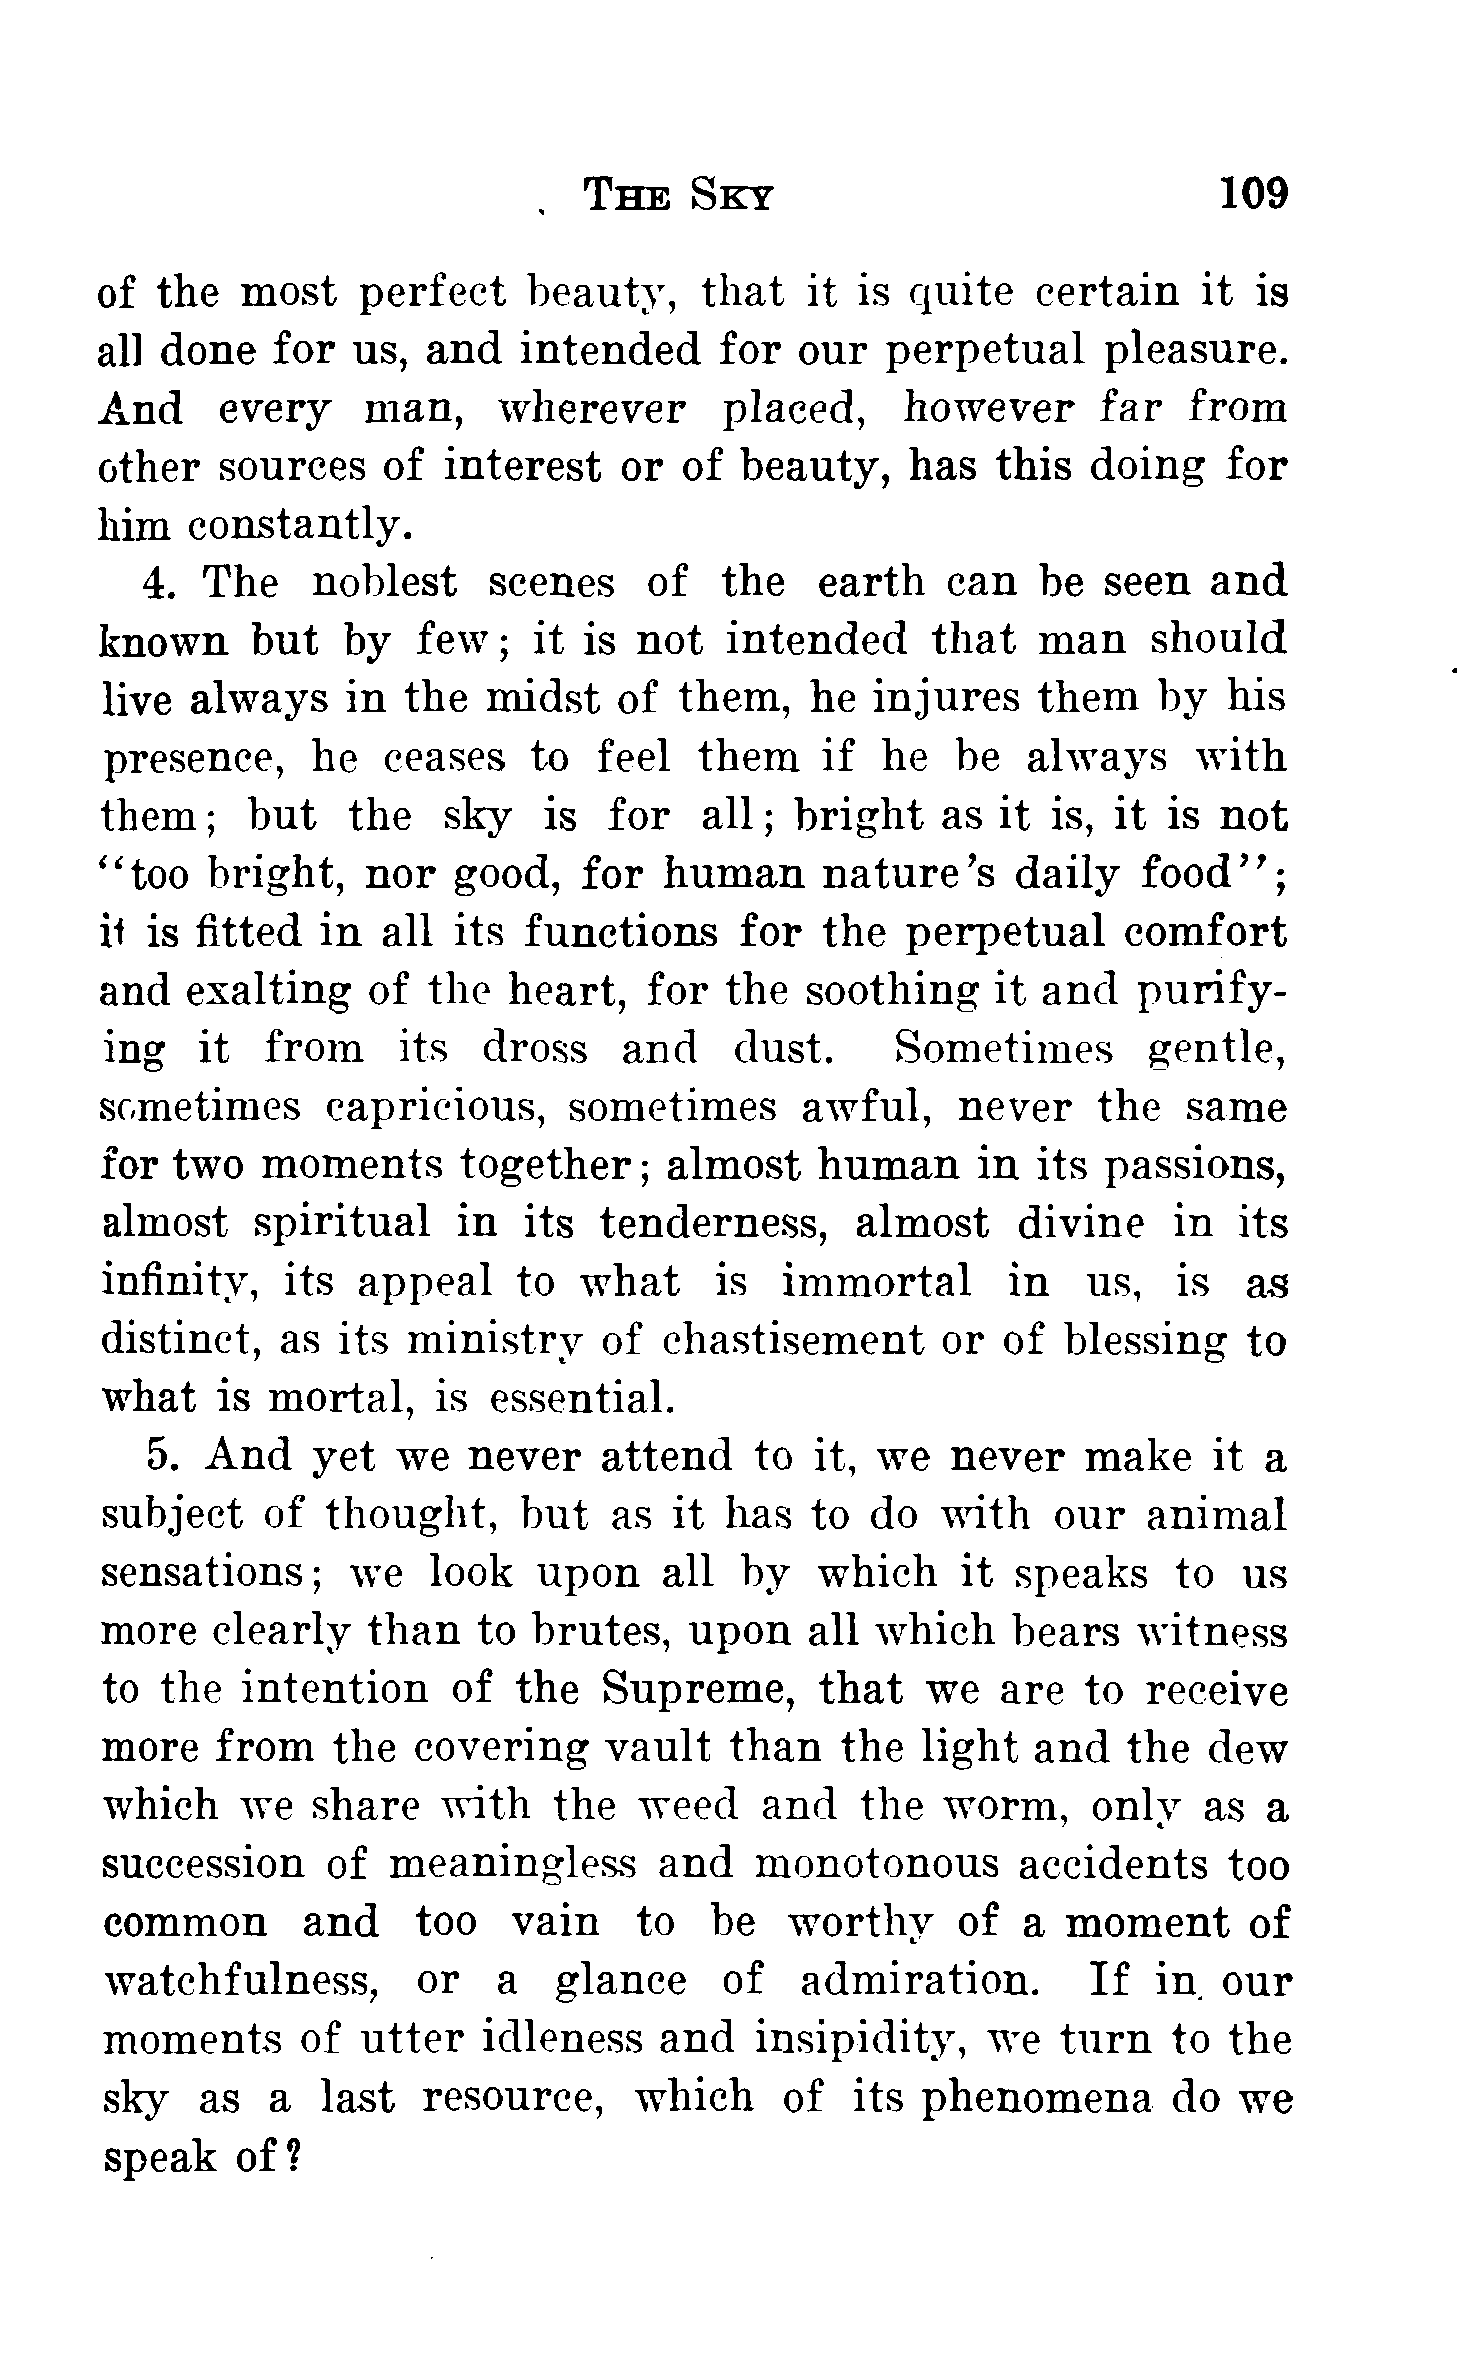 THE SKY 109
of the most perfect beauty, that it is quite certain it is
all done for us, and intended for our perpetual pleasure.
And every man, wherever placed, however far from
other sources of interest or of beauty, has this doing for
him constantly.
4. The noblest scenes of the earth can be seen and
known but by few; it is not intended that man should
live always in the midst of them, he injures them by his
presence, he ceases to feel them if he be always with
them; but the sky is for all; bright as it is, it is not
“too bright, nor good, for human nature's daily food”;
it is fitted in all its functions for the perpetual comfort
and exalting of the heart, for the soothing it and purify-
ing it from its dross and dust. Sometimes gentle,
sometimes capricious, sometimes awful, never the same
for two moments together; almost human in its passions,
almost spiritual in its tenderness, almost divine in its
infinity, its appeal to what is immortal in us, is as
distinct, as its ministry of chastisement or of blessing to
what is mortal, is essential.
5. And yet we never attend to it, we never make it a
subject of thought, but as it has to do with our animal
sensations; we look upon all by which it speaks to us
more clearly than to brutes, upon all which bears witness
to the intention of the Supreme, that we are to receive
more from the covering vault than the light and the dew
which we share with the weed and the worm, only as a
succession of meaningless and monotonous accidents too
common and too vain to be worthy of a moment of
watchfulness, or a glance of admiration. If in our
moments of utter idleness and insipidity, we turn to the
sky as a last resource, which of its phenomena do we
speak of?